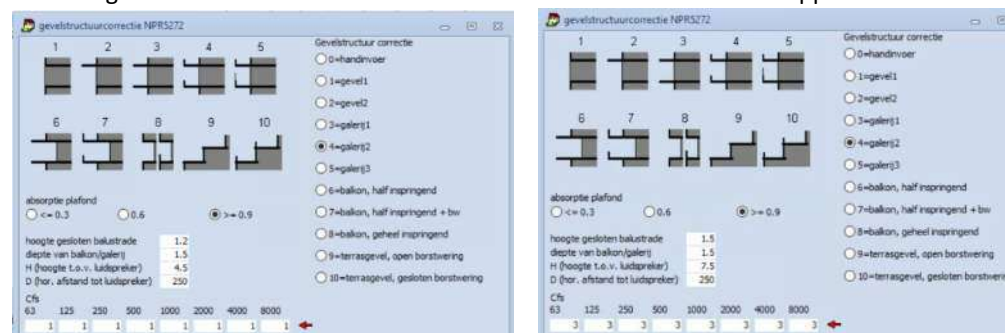 gevelstructuurcorrectie NPR5272
1 2 3 4 5
6 7 8 9 10
absorptie plafond
<= 0.3 0.6 >= 0.9
hoogte gesloten balustrade 1.2
diepte van balkon/galerij 1.5
H (hoogte t.o.v. luidspreker) 4.5
D (hor. afstand tot luidspreker) 250
Cfs
63 125 250 500 1000 2000 4000 8000
1 1 1 1 1 1 1 1
Gevelstructuur correctie
0=handinvoer
1=gevel1
2=gevel2
3=galerij1
4=galerij2
5=galerij3
6=balkon, half inspringend
7=balkon, half inspringend + bw
8=balkon, geheel inspringend
9=terrasgevel, open borstwering
10=terrasgevel, gesloten borstwering
gevelstructuurcorrectie NPR5272
1 2 3 4 5
6 7 8 9 10
absorptie plafond
<= 0.3 0.6 >= 0.9
hoogte gesloten balustrade 1.5
diepte van balkon/galerij 1.5
H (hoogte t.o.v. luidspreker) 7.5
D (hor. afstand tot luidspreker) 250
Cfs
63 125 250 500 1000 2000 4000 8000
3 3 3 3 3 3 3 3
Gevelstructuur correctie
0=handinvoer
1=gevel1
2=gevel2
3=galerij1
4=galerij2
5=galerij3
6=balkon, half inspringend
7=balkon, half inspringend + bw
8=balkon, geheel inspringend
9=terrasgevel, open borstwering
10=terrasgevel, gesloten